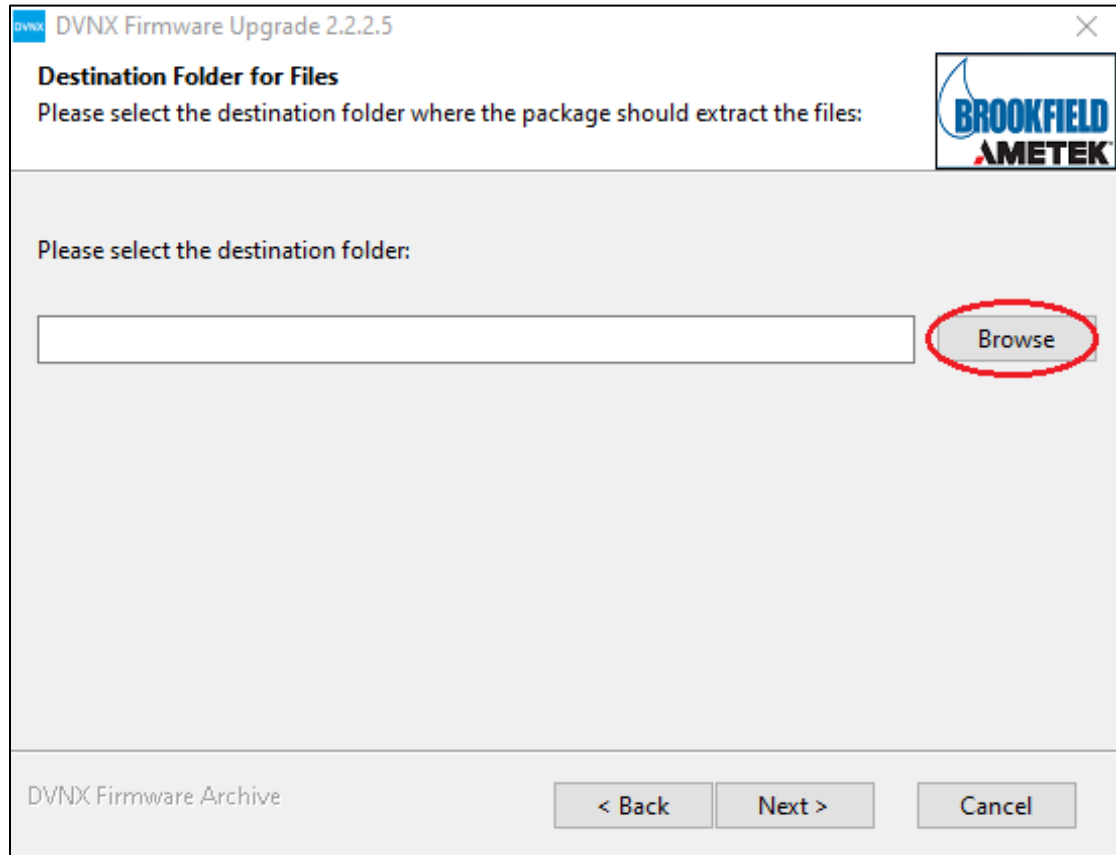 DVNX DVNX Firmware Upgrade 2.2.2.5
Destination Folder for Files
Please select the destination folder where the package should extract the files:
BROOKFIELD
AMETEK
Please select the destination folder:
Browse
DVNX Firmware Archive
< Back Next > Cancel